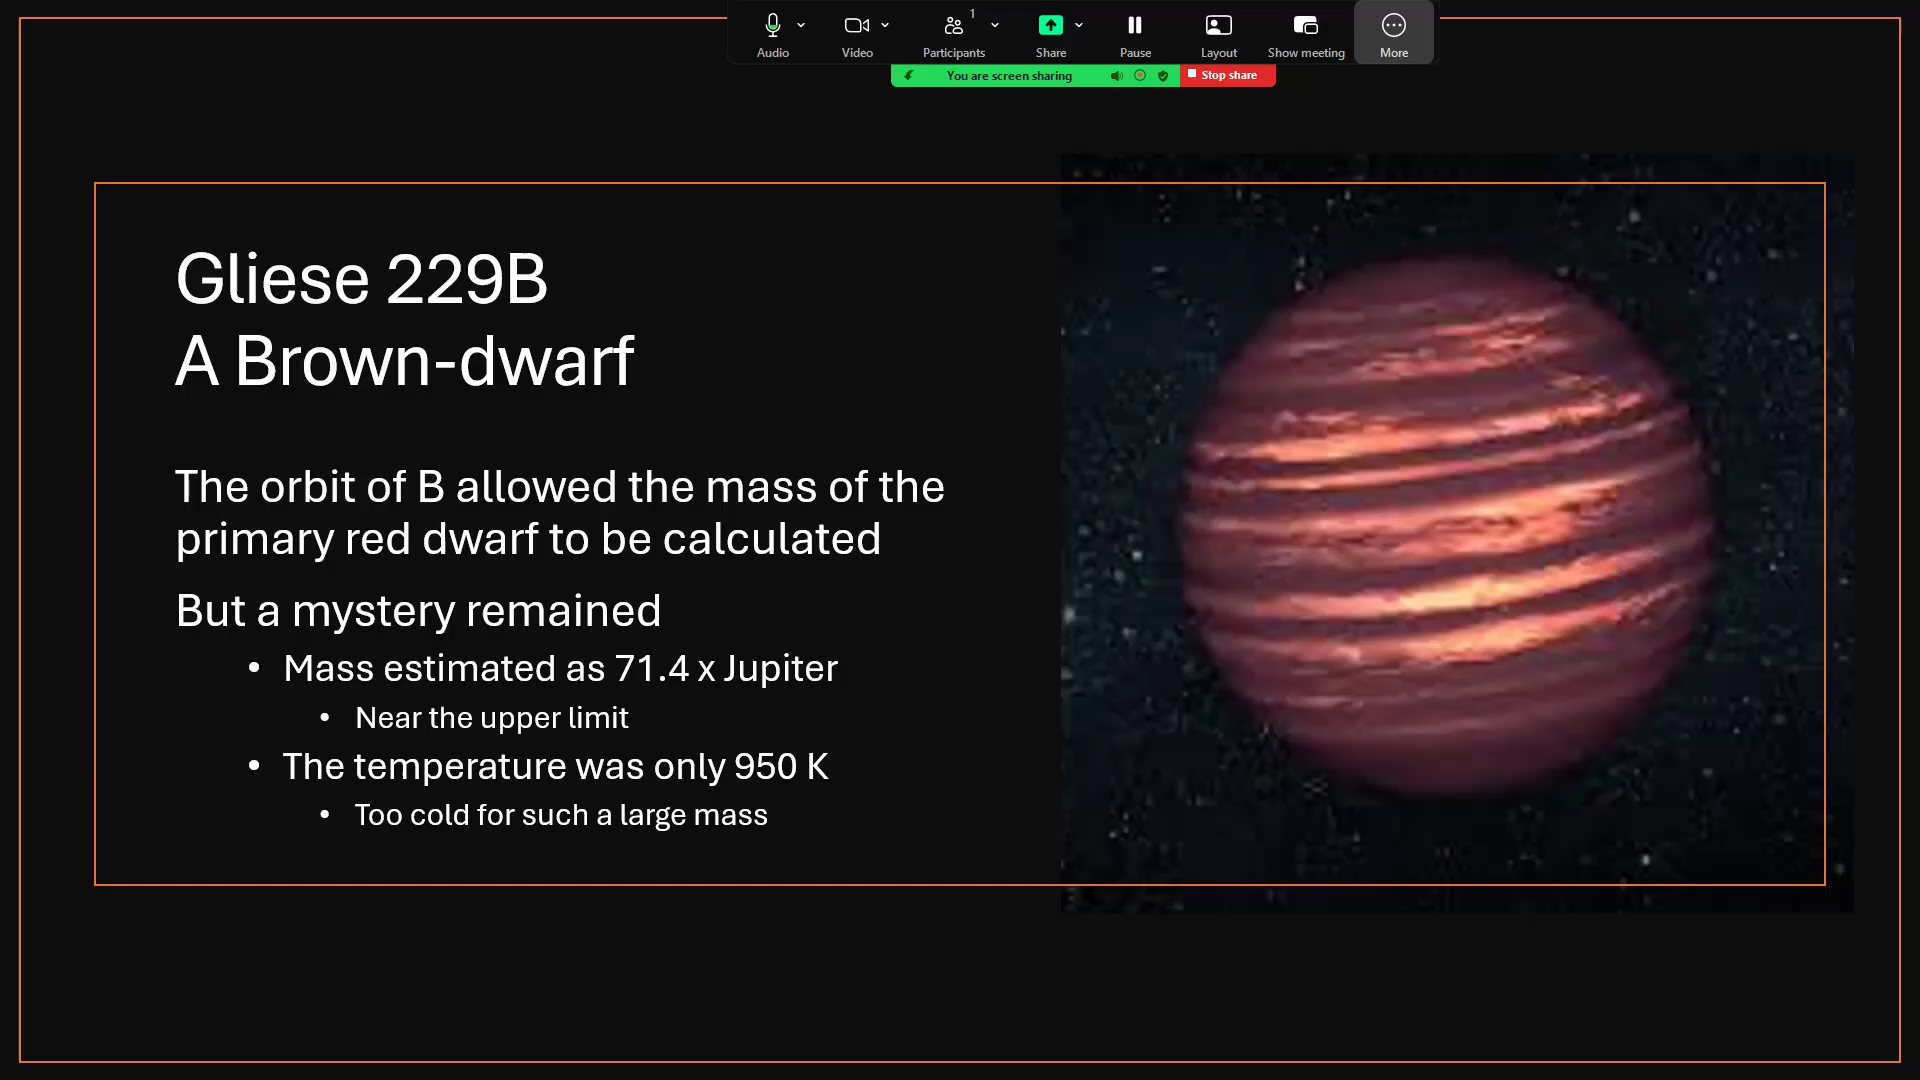 1
Audio
Video
Participants
Share
Pause
Layout
Show meeting
More
You are screen sharing
Stop share
Gliese 229B
A Brown-dwarf
The orbit of B allowed the mass of the
primary red dwarf to be calculated
But a mystery remained
• Mass estimated as 71.4 x Jupiter
• Near the upper limit
• The temperature was only 950 K
• Too cold for such a large mass